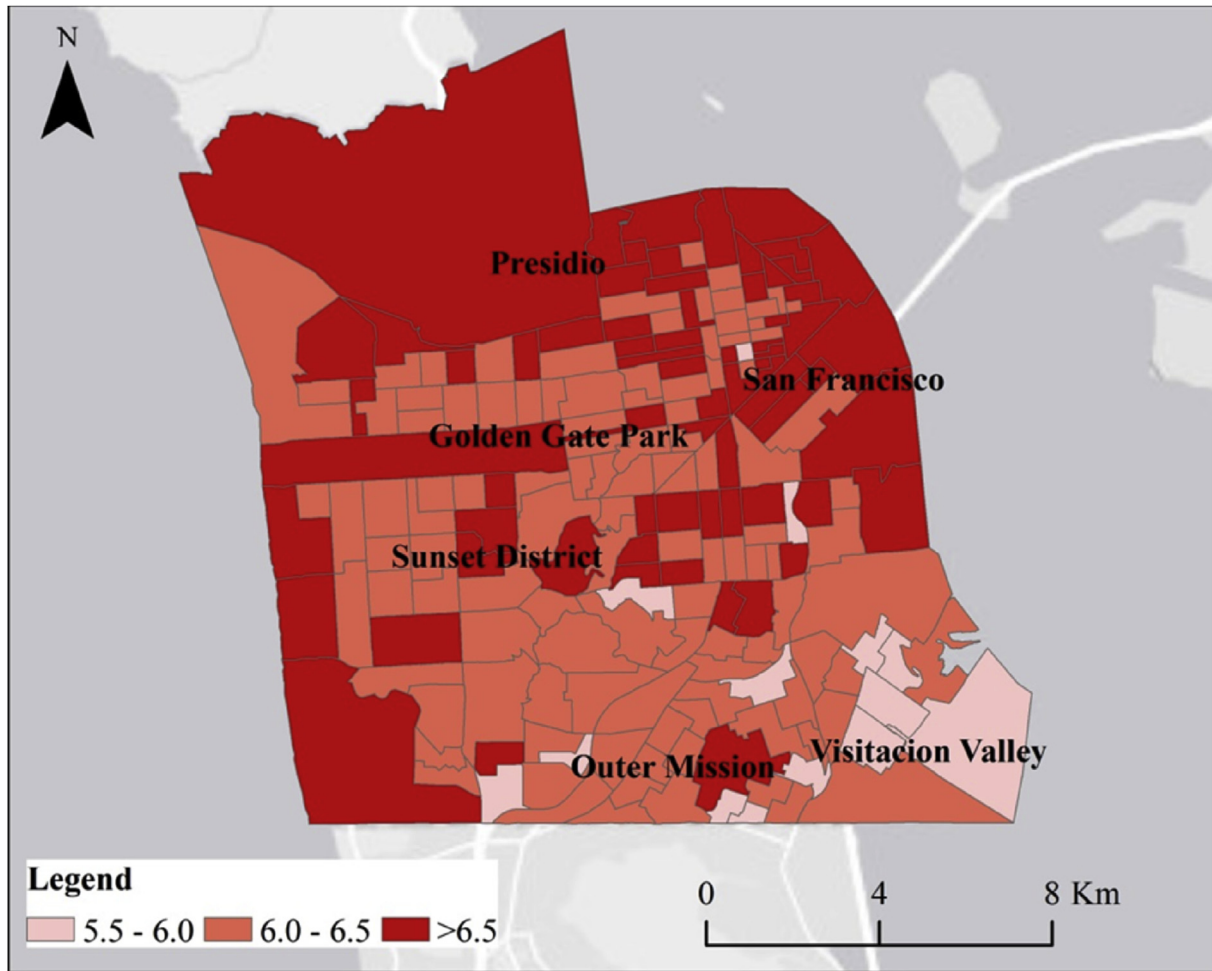 N
Presidio
San Francisco
Golden Gate Park
Sunset District
Visitacion Valley
Outer Mission
Legend
5.5 - 6.0 6.0 - 6.5 >6.5
0 4 8 Km